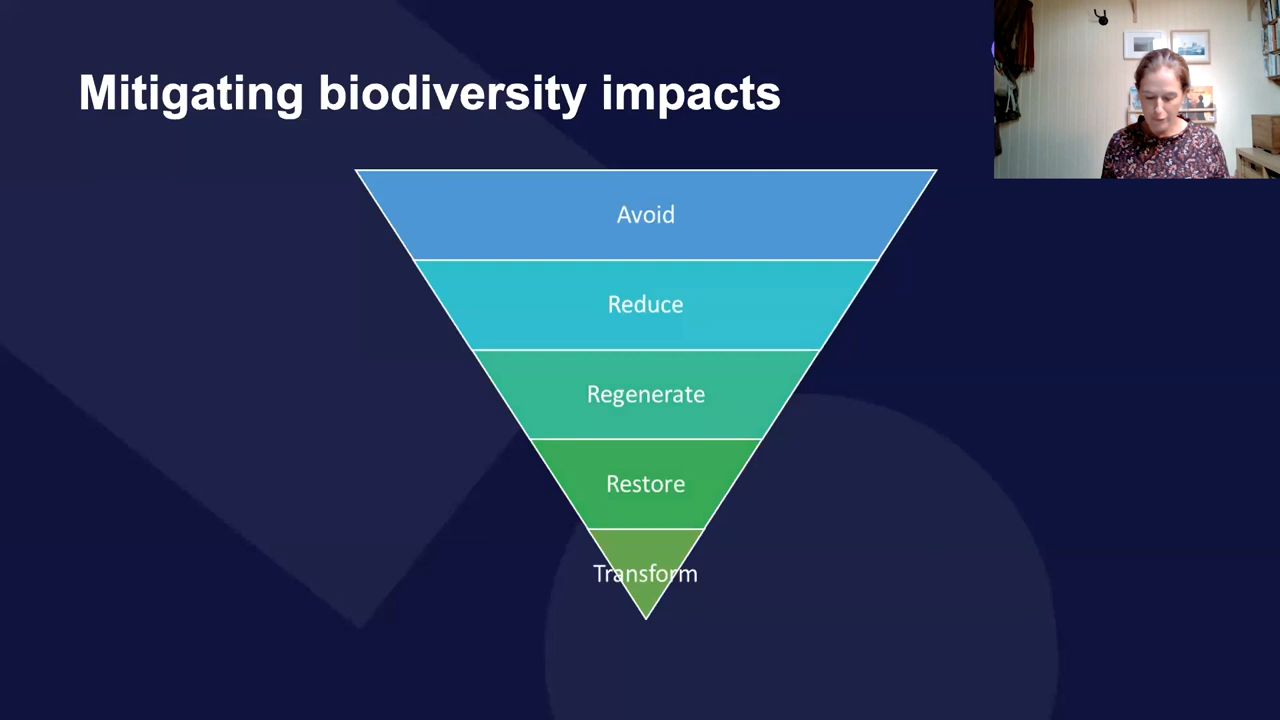 Mitigating biodiversity impacts
Avoid
Reduce
Regenerate
Restore
Transform